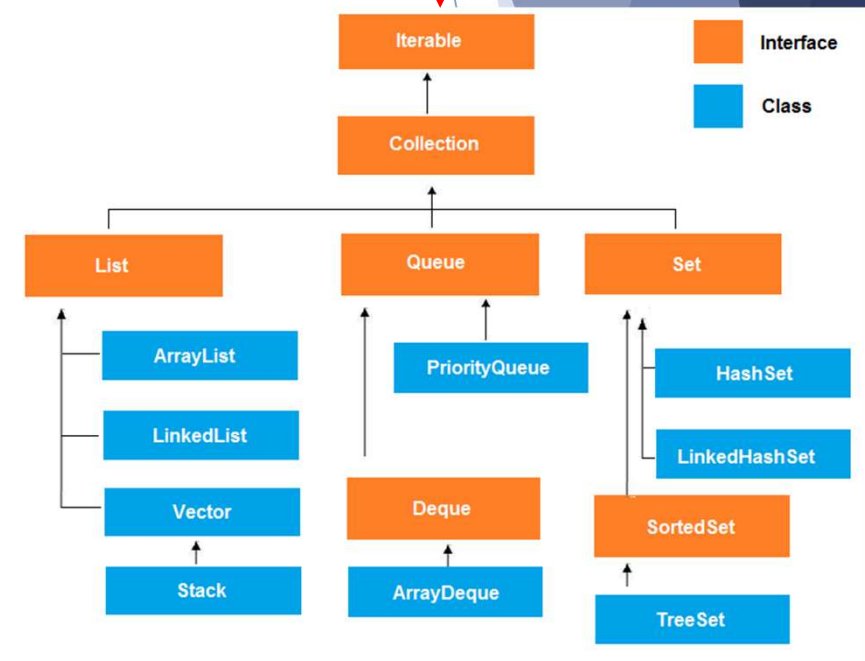 Iterable
Interface
Class
Collection
List
Queue
Set
ArrayList
PriorityQueue
HashSet
LinkedList
LinkedHashSet
Vector
Deque
SortedSet
Stack
ArrayDeque
TreeSet